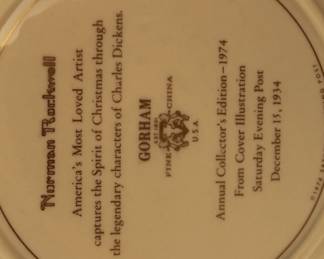 Norman Rockwell
America's Most Loved Artist
captures the Spirit of Christmas through
the legendary characters of Charles Dickens.
GORHAM
FINE CHINA
U.S.A
Annual Collector's Edition-1974
From Cover Illustration
Saturday Evening Post
December 15, 1934